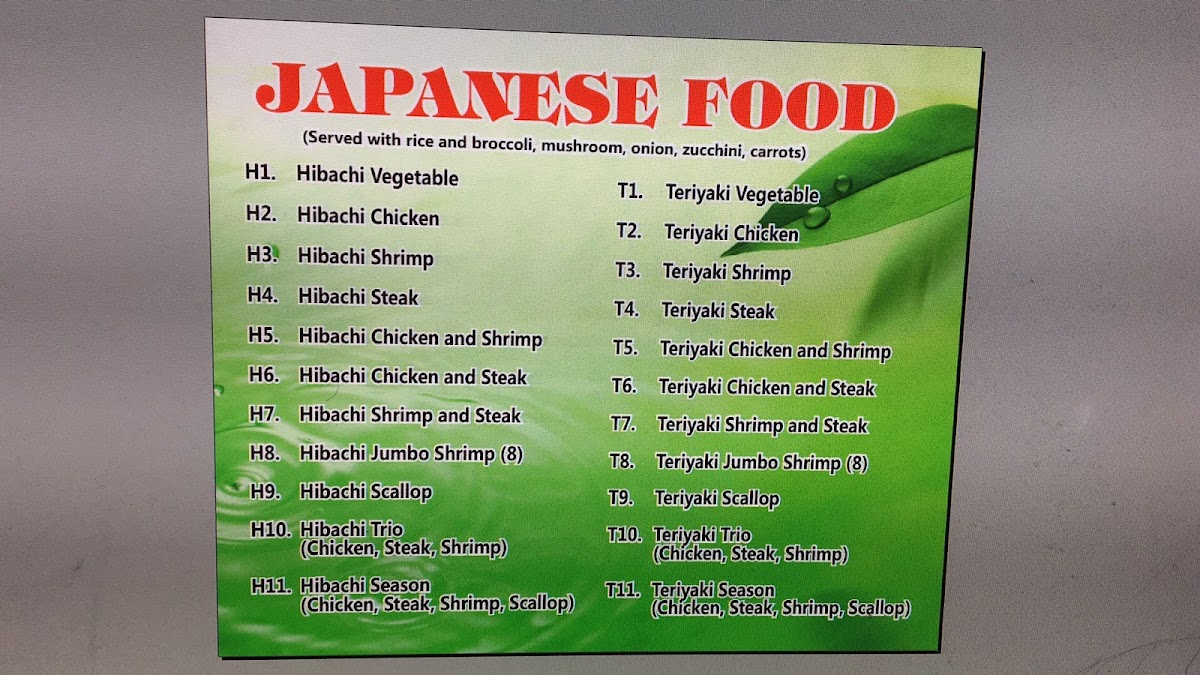 JAPANESE FOOD
(Served with rice and broccoli, mushroom, onion, zucchini, carrots)
H1. Hibachi Vegetable
H2. Hibachi Chicken
H3. Hibachi Shrimp
H4. Hibachi Steak
H5. Hibachi Chicken and Shrimp
H6. Hibachi Chicken and Steak
H7. Hibachi Shrimp and Steak
H8. Hibachi Jumbo Shrimp (8)
H9. Hibachi Scallop
H10. Hibachi Trio
(Chicken, Steak, Shrimp)
H11. Hibachi Season
(Chicken, Steak, Shrimp, Scallop)
T1. Teriyaki Vegetable
T2. Teriyaki Chicken
T3. Teriyaki Shrimp
T4. Teriyaki Steak
T5. Teriyaki Chicken and Shrimp
T6. Teriyaki Chicken and Steak
T7. Teriyaki Shrimp and Steak
T8. Teriyaki Jumbo Shrimp (8)
T9. Teriyaki Scallop
T10. Teriyaki Trio
(Chicken, Steak, Shrimp)
T11. Teriyaki Season
(Chicken, Steak, Shrimp, Scallop)